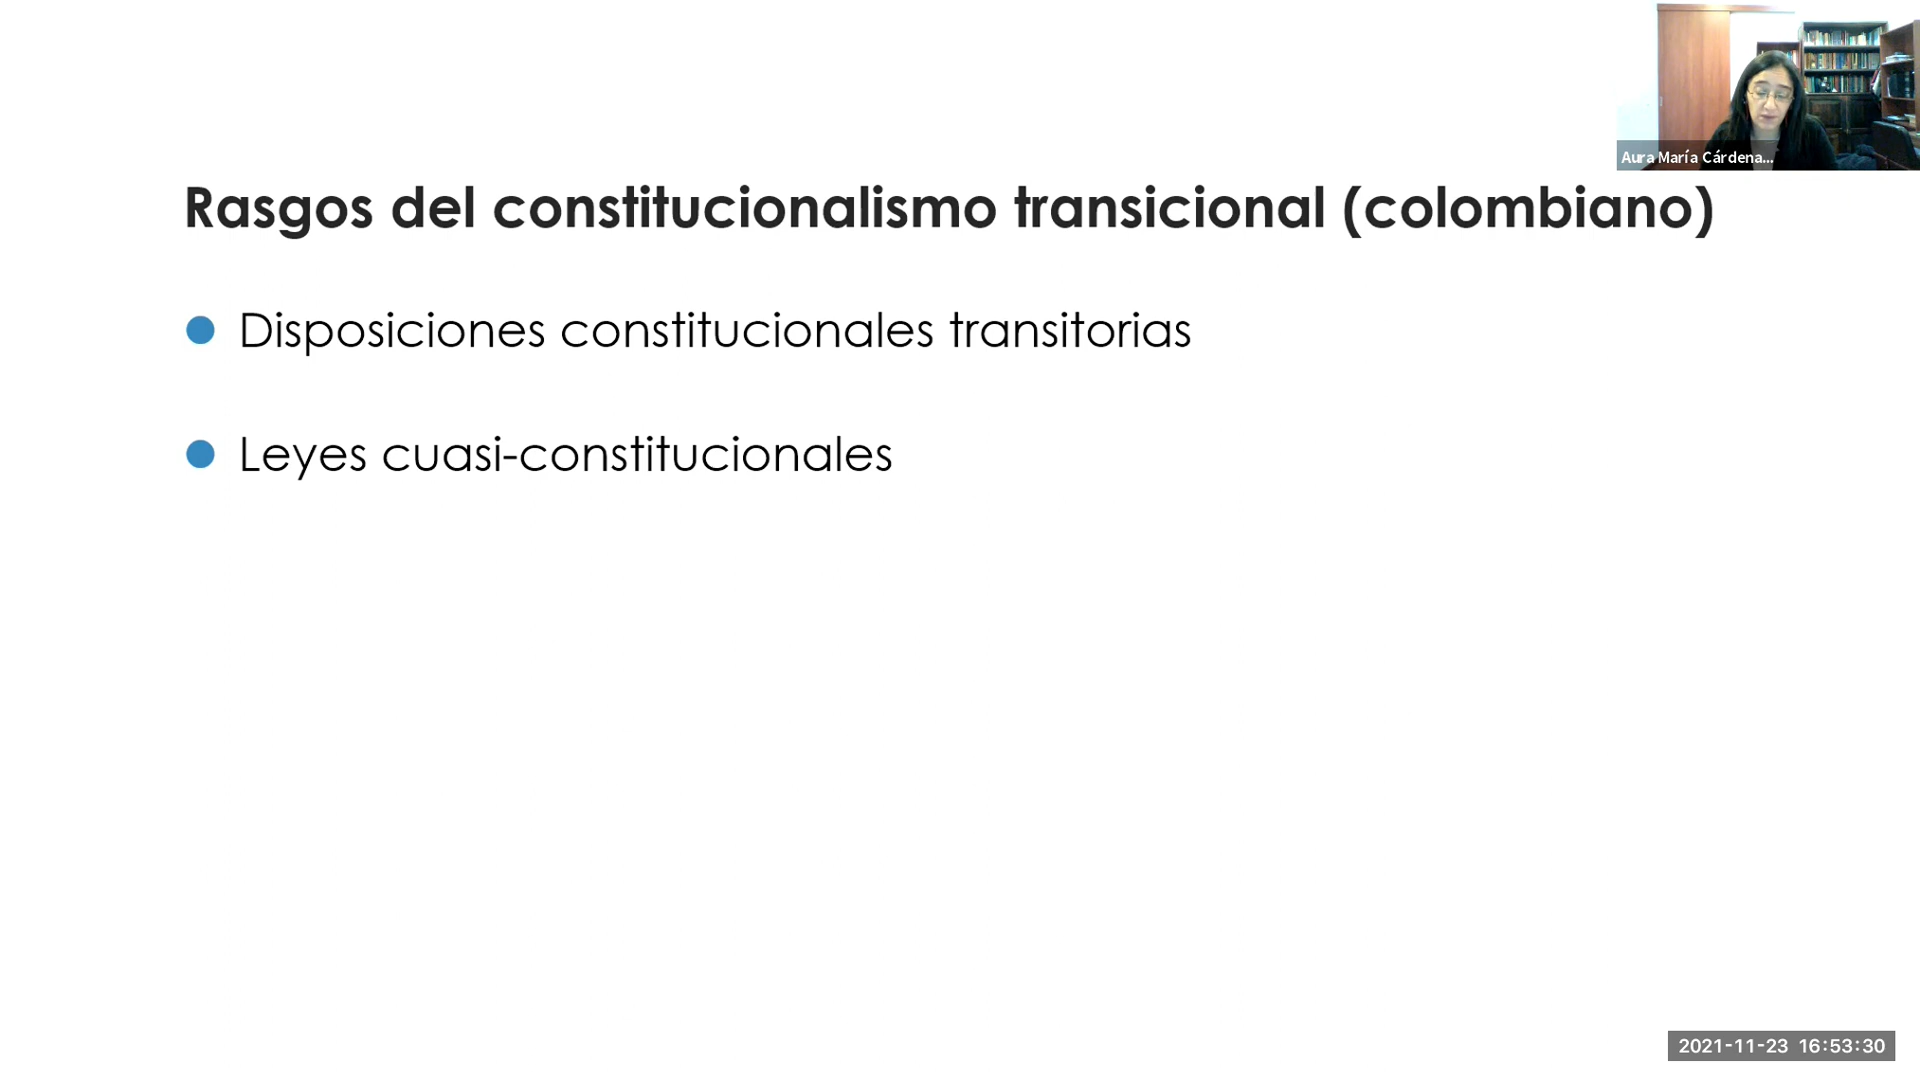 Aura María Cárdena...
Rasgos del constitucionalismo transicional (colombiano)
Disposiciones constitucionales transitorias
Leyes cuasi-constitucionales
2021-11-23 16:53:30